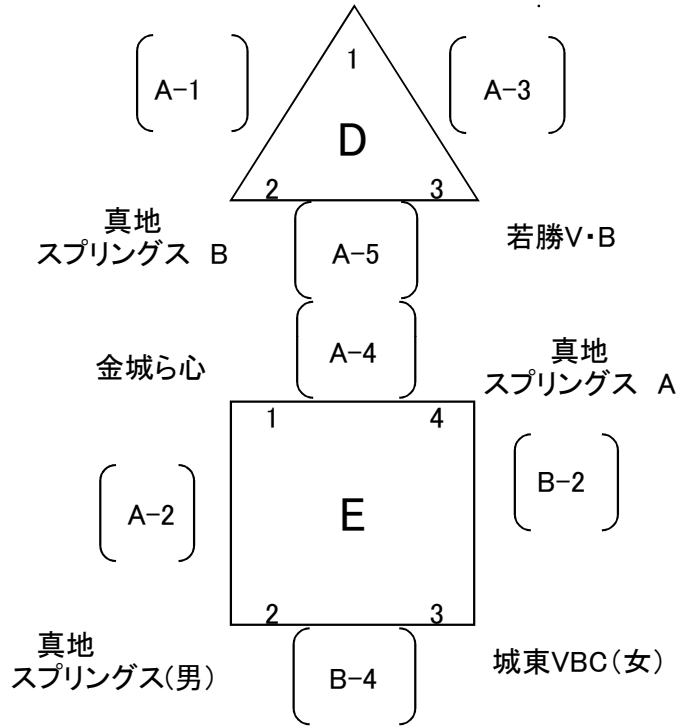 A-1
1
A-3
D
2
3
真地
スプリングス B
A-5
若勝V・B
金城ら心
A-4
真地
スプリングス A
1
4
A-2
E
B-2
2
3
真地
スプリングス(男)
B-4
城東VBC(女)